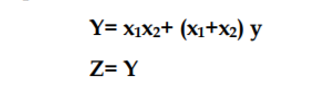 Y= x₁x₂+ (x₁+x₂) y
Z= Y